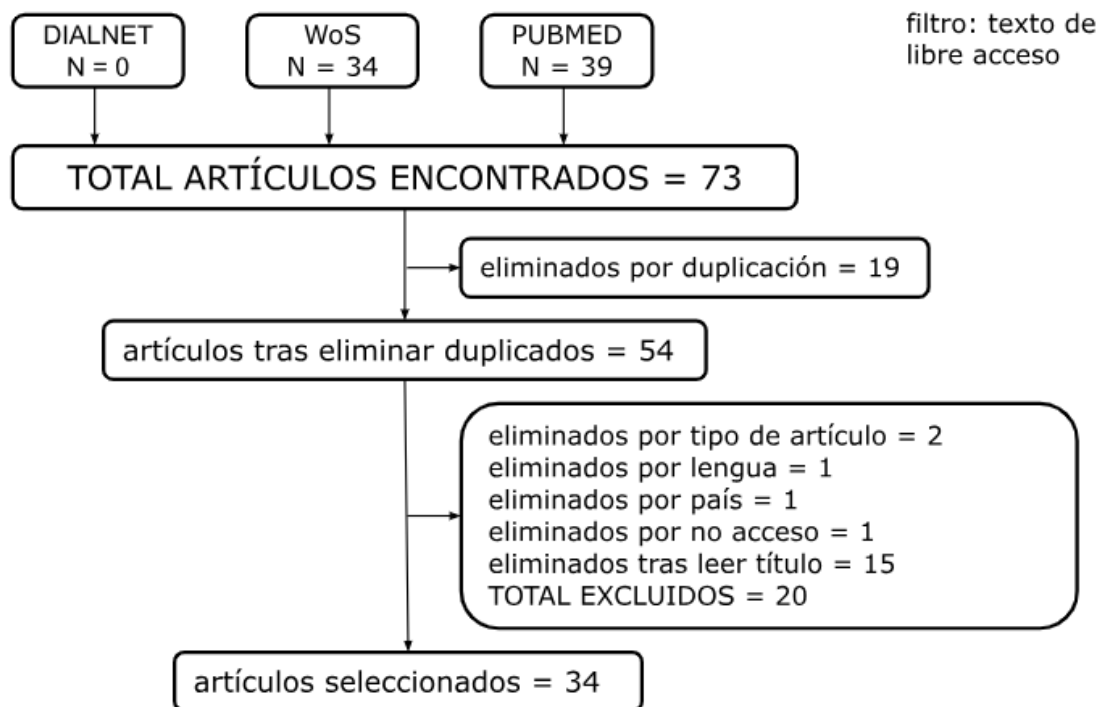 DIALNET
N = 0
WoS
N = 34
PUBMED
N = 39
filtro: texto de
libre acceso
TOTAL ARTÍCULOS ENCONTRADOS = 73
eliminados por duplicación = 19
artículos tras eliminar duplicados = 54
eliminados por tipo de artículo = 2
eliminados por lengua = 1
eliminados por país = 1
eliminados por no acceso = 1
eliminados tras leer título = 15
TOTAL EXCLUIDOS = 20
artículos seleccionados = 34